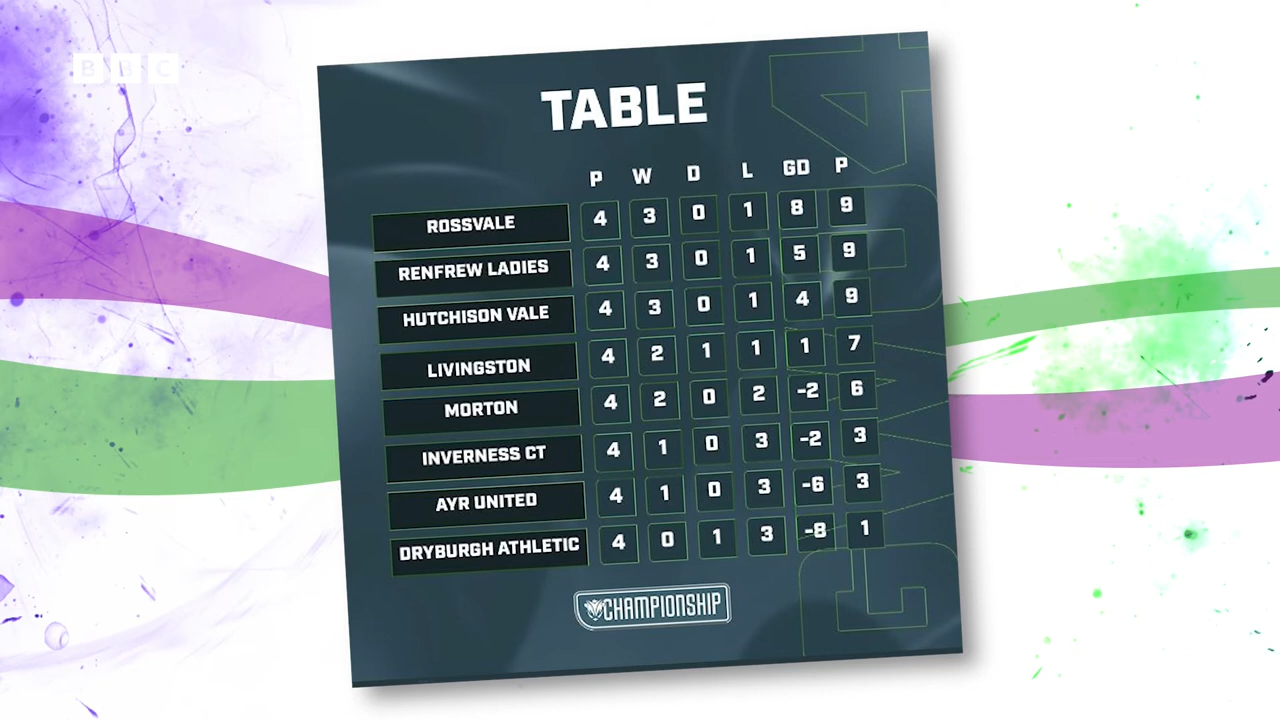 BBC
TABLE
P W D L GD P
ROSSVALE 4 3 0 1 8 9
RENFREW LADIES 4 3 0 1 5 9
HUTCHISON VALE 4 3 0 1 4 9
LIVINGSTON 4 2 1 1 1 7
MORTON 4 2 0 2 -2 6
INVERNESS CT 4 1 0 3 -2 3
AYR UNITED 4 1 0 3 -6 3
DRYBURGH ATHLETIC 4 0 1 3 -8 1
CHAMPIONSHIP